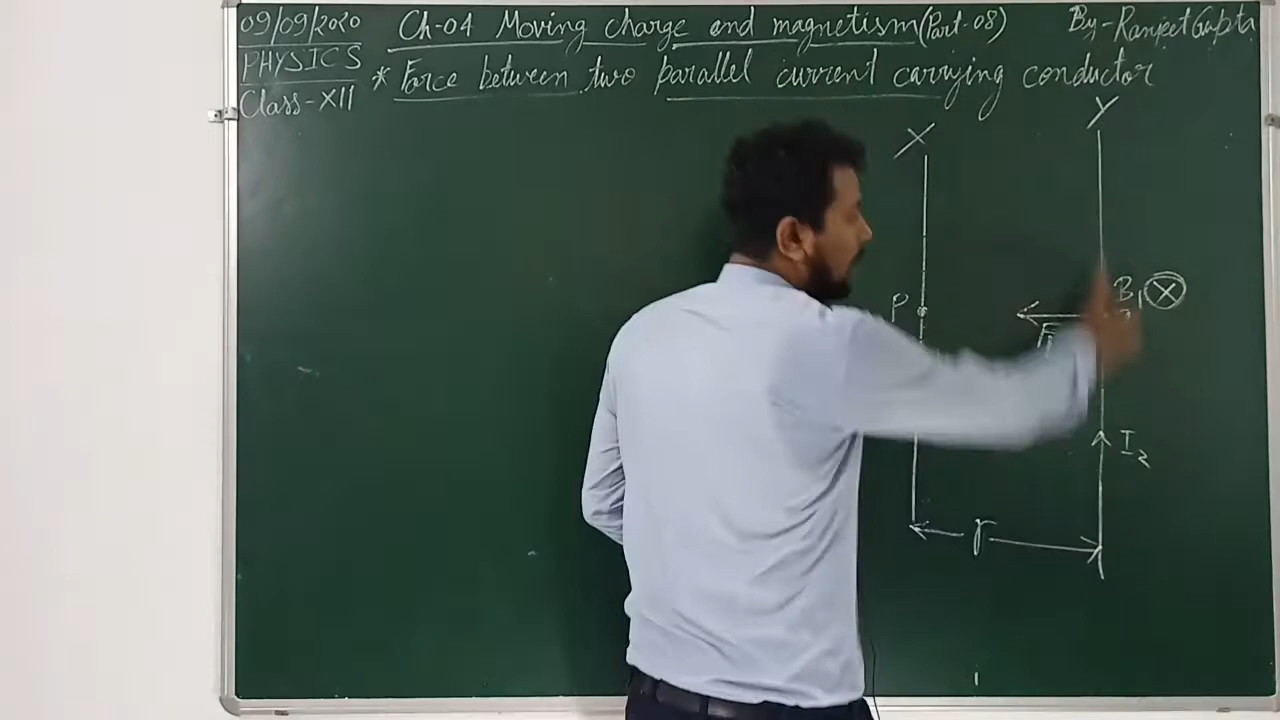 09/09/2020
Ch-04 Moving charge and magnetism (Part-08)
By-Ranjeet Gupta
PHYSICS
Class-XII
* Force between two parallel current carrying conductor
X
Y
P
B₁
F
I₂
r